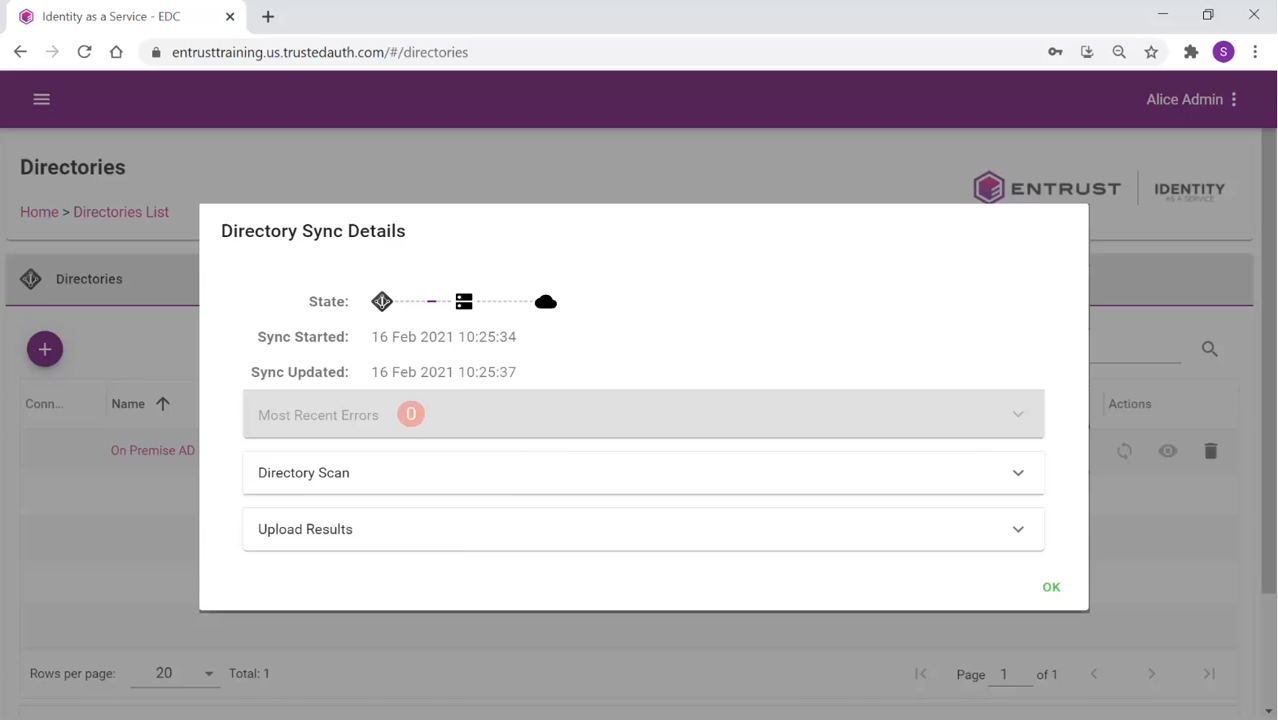 Identity as a Service - EDC
entrusttraining.us.trustedauth.com/#/directories
S
Alice Admin
Directories
Home > Directories List
ENTRUST
IDENTITY
AS A SERVICE
Directories
Directory Sync Details
State:
Sync Started: 16 Feb 2021 10:25:34
Sync Updated: 16 Feb 2021 10:25:37
Most Recent Errors 0
Directory Scan
Upload Results
OK
Conn... Name Actions
On Premise AD
Rows per page: 20 Total: 1 Page 1 of 1